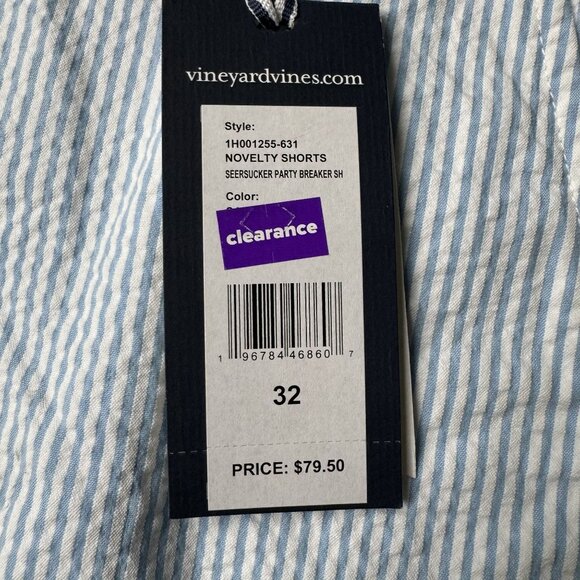 vineyardvines.com
Style:
1H001255-631
NOVELTY SHORTS
SEERSUCKER PARTY BREAKER SH
Color:
clearance
1 96784 46860 7
32
PRICE: $79.50